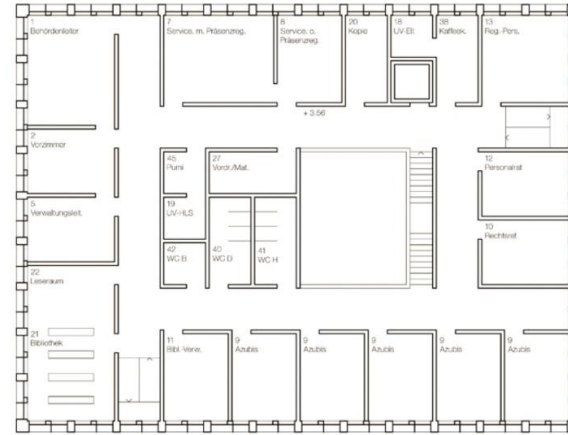 1
Behördenleiter
7
Service. m. Präsenzreg.
8
Service. o.
Präsenzreg.
20
Kopie
18
UV-Elt
38
Kaffeek.
13
Reg.-Pers.
+ 3.56
2
Vorzimmer
45
Pumi
27
Vordr./Mat.
12
Personalrat
5
Verwaltungsleit.
19
UV-HLS
10
Rechtsref.
42
WC B
40
WC D
41
WC H
22
Leseraum
21
Bibliothek
11
Bibl.-Verw.
9
Azubis
9
Azubis
9
Azubis
9
Azubis
9
Azubis